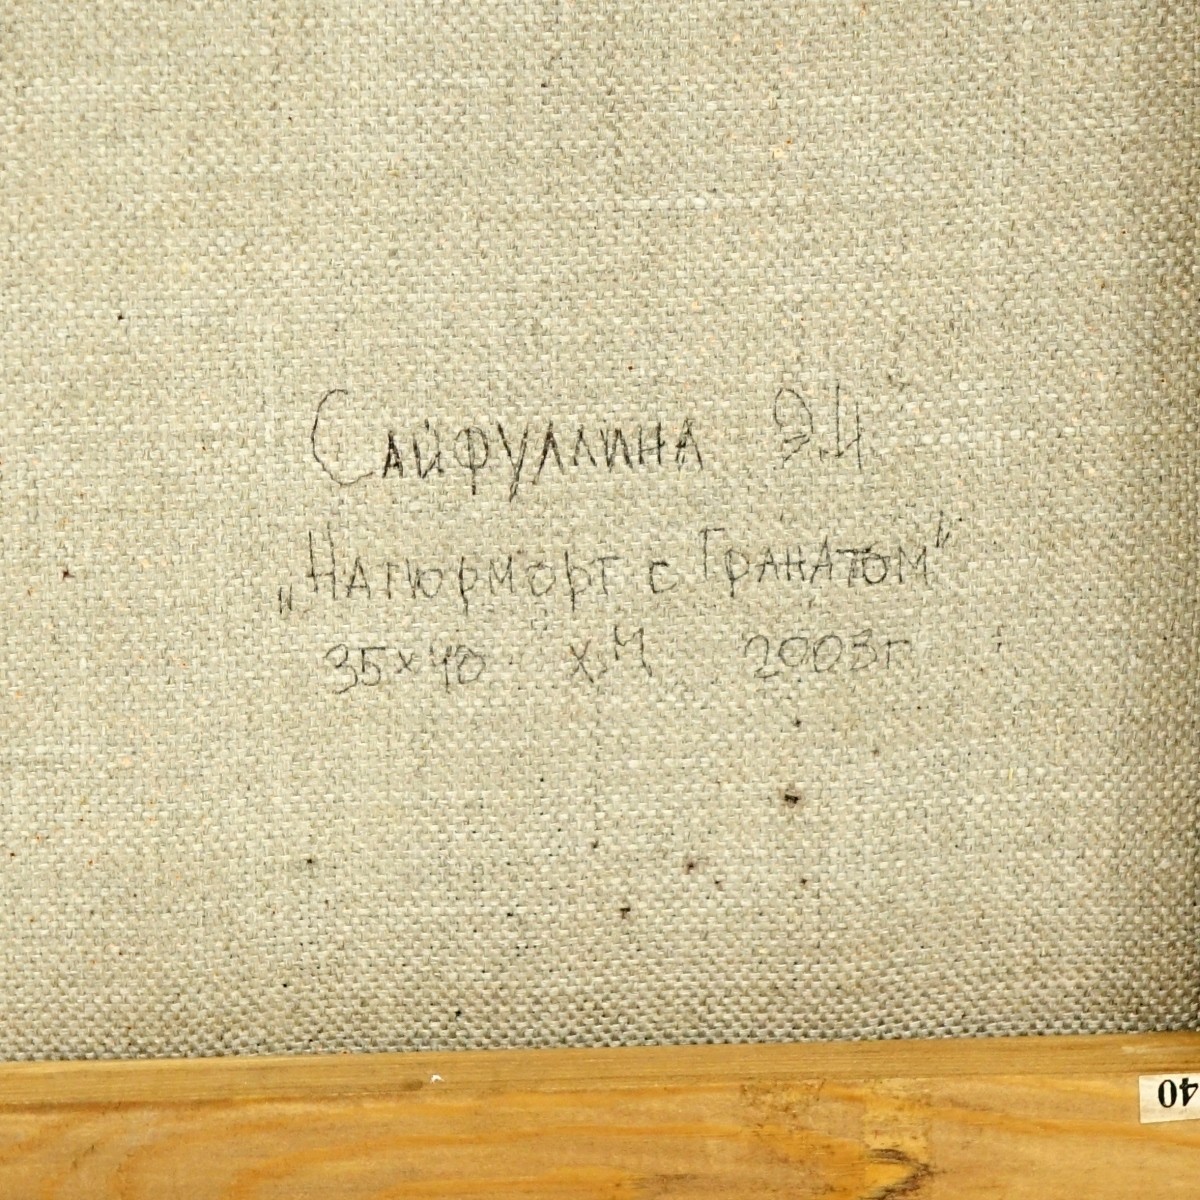 Сайфуллина Э.И.
„Натюрморт с Гранатом"
35×40 х.м 2003г
40